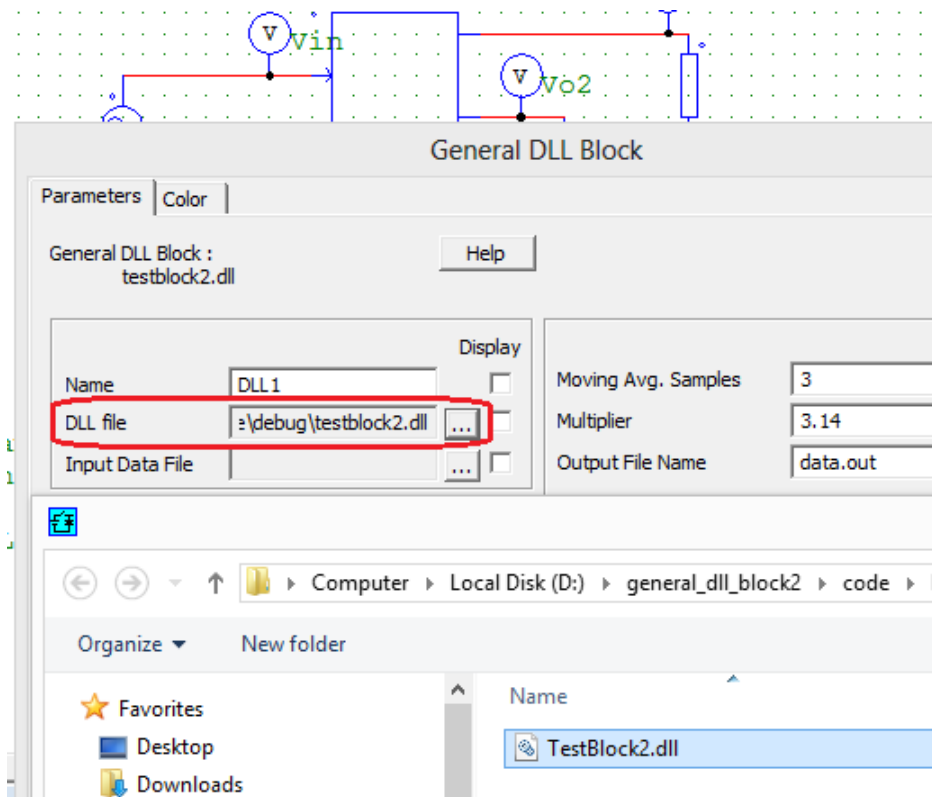 V Vin
V Vo2
General DLL Block
Parameters Color
General DLL Block :
testblock2.dll
Help
Display
Name DLL1
DLL file e\debug\testblock2.dll ...
Input Data File ...
Moving Avg. Samples 3
Multiplier 3.14
Output File Name data.out
Computer Local Disk (D:) general_dll_block2 code
Organize New folder
Favorites
Desktop
Downloads
Name
TestBlock2.dll